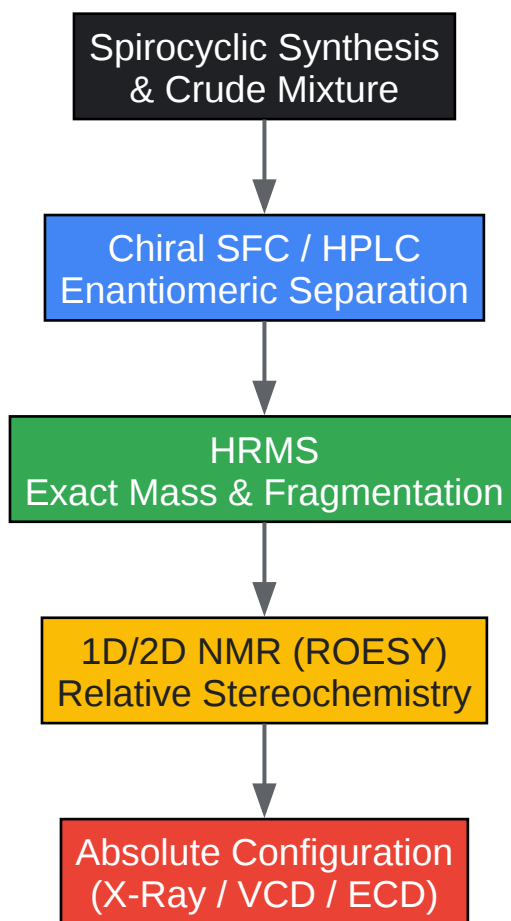 Spirocyclic Synthesis
& Crude Mixture
Chiral SFC / HPLC
Enantiomeric Separation
HRMS
Exact Mass & Fragmentation
1D/2D NMR (ROESY)
Relative Stereochemistry
Absolute Configuration
(X-Ray / VCD / ECD)